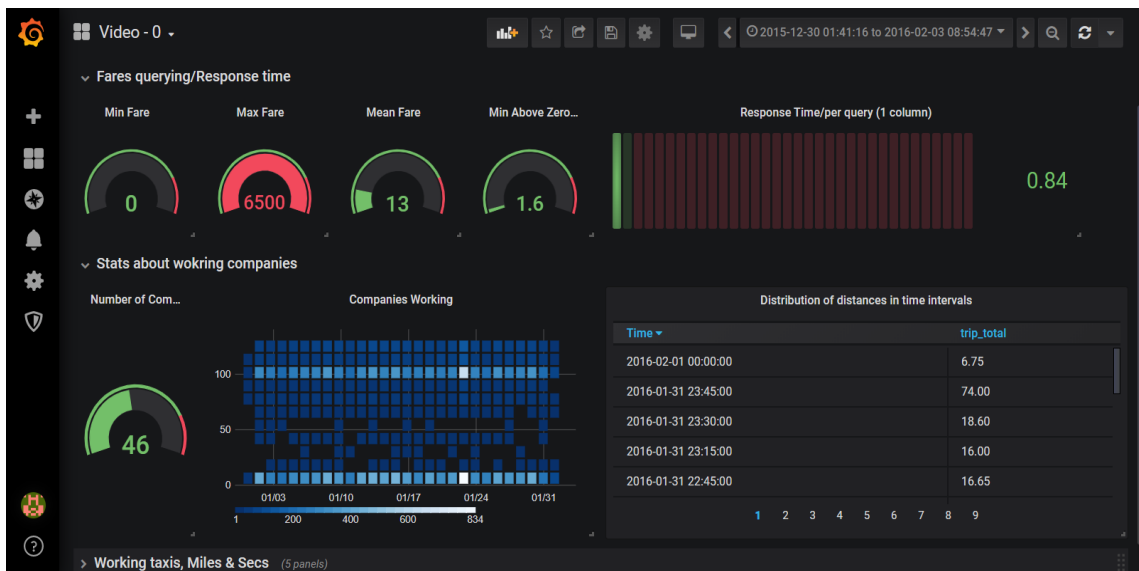 Video - 0
2015-12-30 01:41:16 to 2016-02-03 08:54:47
Fares querying/Response time
Min Fare
Max Fare
Mean Fare
Min Above Zero...
Response Time/per query (1 column)
0
6500
13
1.6
0.84
Stats about wokring companies
Number of Com...
Companies Working
Distribution of distances in time intervals
46
100
50
0
01/03 01/10 01/17 01/24 01/31
1 200 400 600 834
Time trip_total
2016-02-01 00:00:00 6.75
2016-01-31 23:45:00 74.00
2016-01-31 23:30:00 18.60
2016-01-31 23:15:00 16.00
2016-01-31 22:45:00 16.65
1 2 3 4 5 6 7 8 9
Working taxis, Miles & Secs (5 panels)